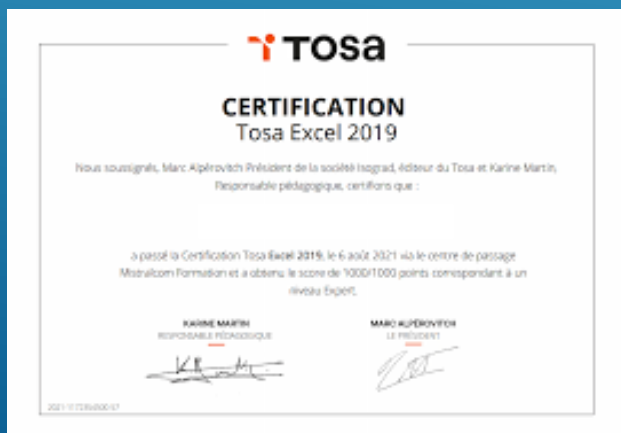 TOSA
CERTIFICATION
Tosa Excel 2019
Nous soussignés, Marc Alpérovitch Président de la société Isograd, éditeur du Tosa et Karine Martin,
Responsable pédagogique, certifions que :
a passé la Certification Tosa Excel 2019, le 6 août 2021 via le centre de passage
Mistralcom Formation et a obtenu le score de 1000/1000 points correspondant à un
niveau Expert.
KARINE MARTIN
RESPONSABLE PÉDAGOGIQUE
MARC ALPÉROVITCH
LE PRÉSIDENT